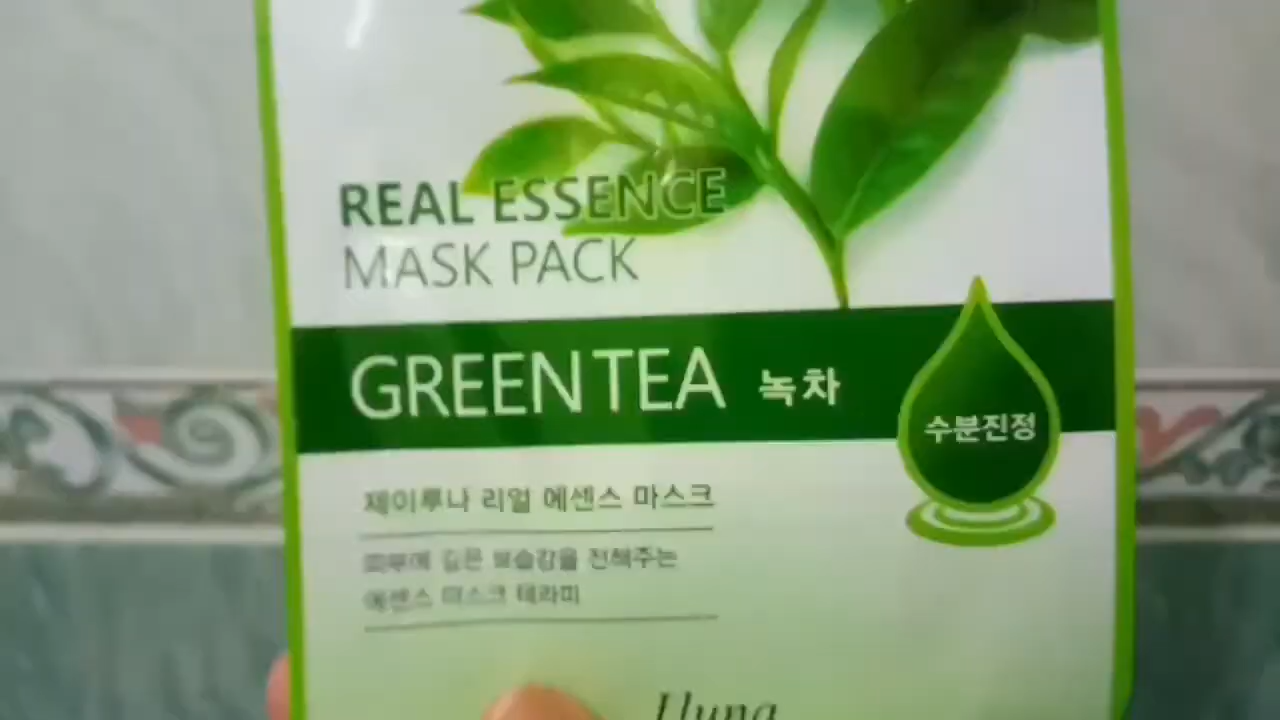 REAL ESSENCE
MASK PACK
GREEN TEA 녹차
수분진정
제이루나 리얼 에센스 마스크
피부에 깊은 보습감을 전해주는
에센스 마스크 테라피